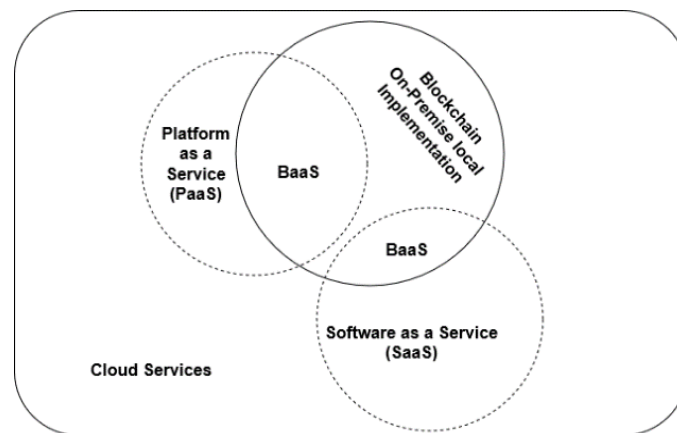 Blockchain
On-Premise local
Implementation
Platform
as a
Service
(PaaS)
BaaS
BaaS
Software as a Service
(SaaS)
Cloud Services